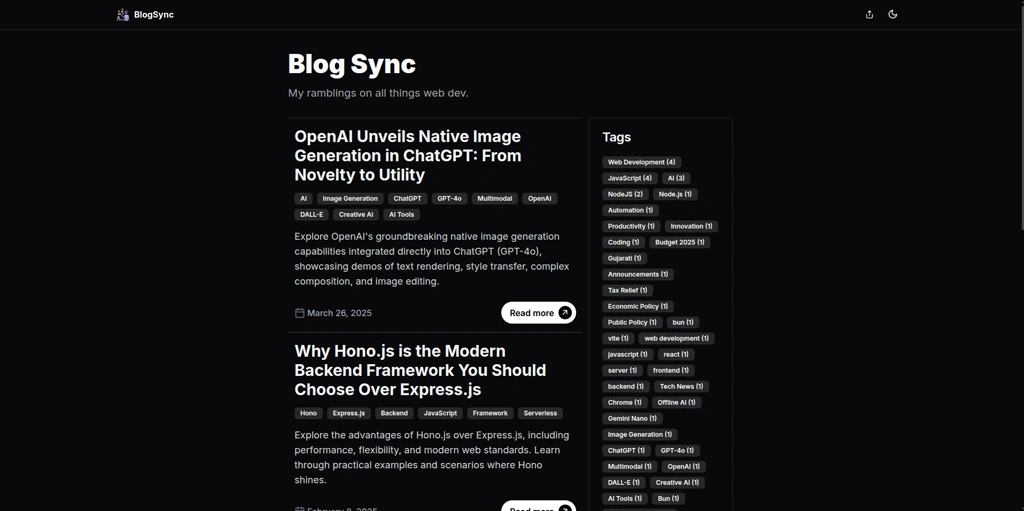 BlogSync
Blog Sync
My ramblings on all things web dev.
OpenAI Unveils Native Image
Generation in ChatGPT: From
Novelty to Utility
AI Image Generation ChatGPT GPT-4o Multimodal OpenAI
DALL-E Creative AI AI Tools
Explore OpenAI's groundbreaking native image generation
capabilities integrated directly into ChatGPT (GPT-4o),
showcasing demos of text rendering, style transfer, complex
composition, and image editing.
March 26, 2025 Read more
Why Hono.js is the Modern
Backend Framework You Should
Choose Over Express.js
Hono Express.js Backend JavaScript Framework Serverless
Explore the advantages of Hono.js over Express.js, including
performance, flexibility, and modern web standards. Learn
through practical examples and scenarios where Hono
shines.
February 8, 2025 Read more
Tags
Web Development (4)
JavaScript (4) AI (3)
NodeJS (2) Node.js (1)
Automation (1)
Productivity (1) Innovation (1)
Coding (1) Budget 2025 (1)
Gujarati (1)
Announcements (1)
Tax Relief (1)
Economic Policy (1)
Public Policy (1) bun (1)
vite (1) web development (1)
javascript (1) react (1)
server (1) frontend (1)
backend (1) Tech News (1)
Chrome (1) Offline AI (1)
Gemini Nano (1)
Image Generation (1)
ChatGPT (1) GPT-4o (1)
Multimodal (1) OpenAI (1)
DALL-E (1) Creative AI (1)
AI Tools (1) Bun (1)